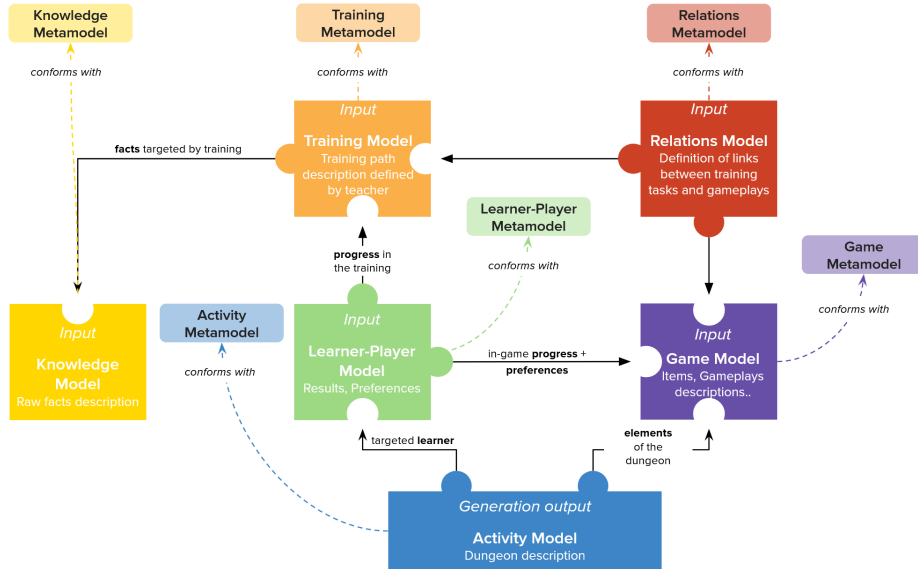 Knowledge
Metamodel
Training
Metamodel
Relations
Metamodel
conforms with
conforms with
conforms with
Input
Training Model
Training path
description defined
by teacher
Input
Relations Model
Definition of links
between training
tasks and gameplays
facts targeted by training
Learner-Player
Metamodel
progress in
the training
conforms with
Game
Metamodel
conforms with
Activity
Metamodel
conforms with
Input
Knowledge
Model
Raw facts description
Input
Learner-Player
Model
Results, Preferences
in-game progress +
preferences
Input
Game Model
Items, Gameplays
descriptions..
targeted learner
elements
of the
dungeon
Generation output
Activity Model
Dungeon description